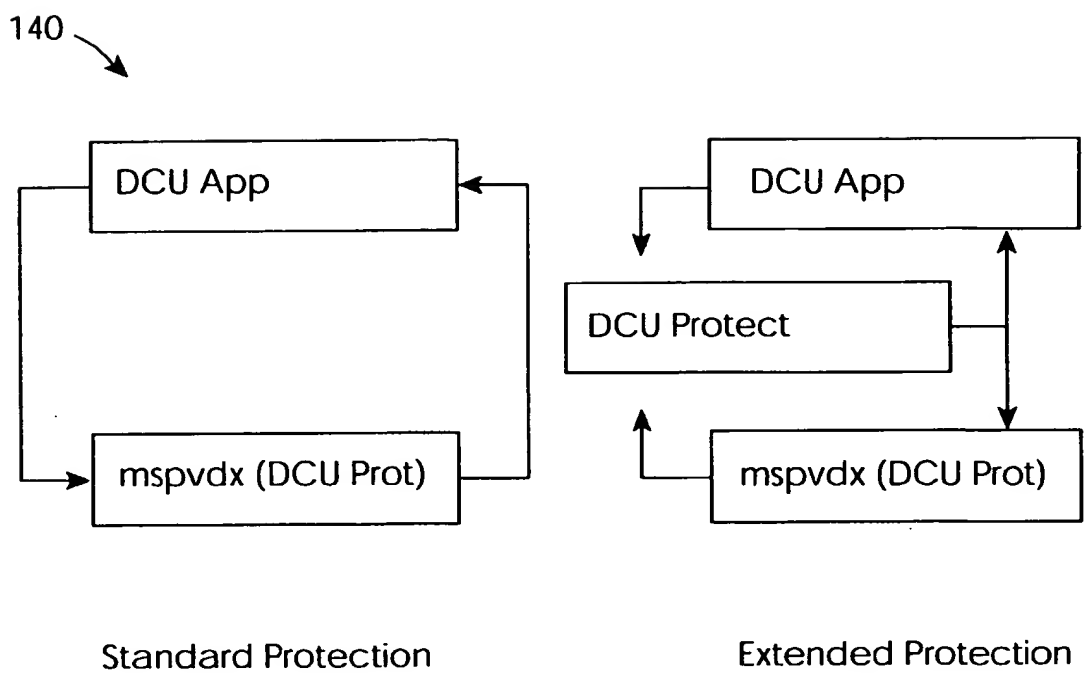 140
DCU App
mspvdx (DCU Prot)
Standard Protection
DCU App
DCU Protect
mspvdx (DCU Prot)
Extended Protection